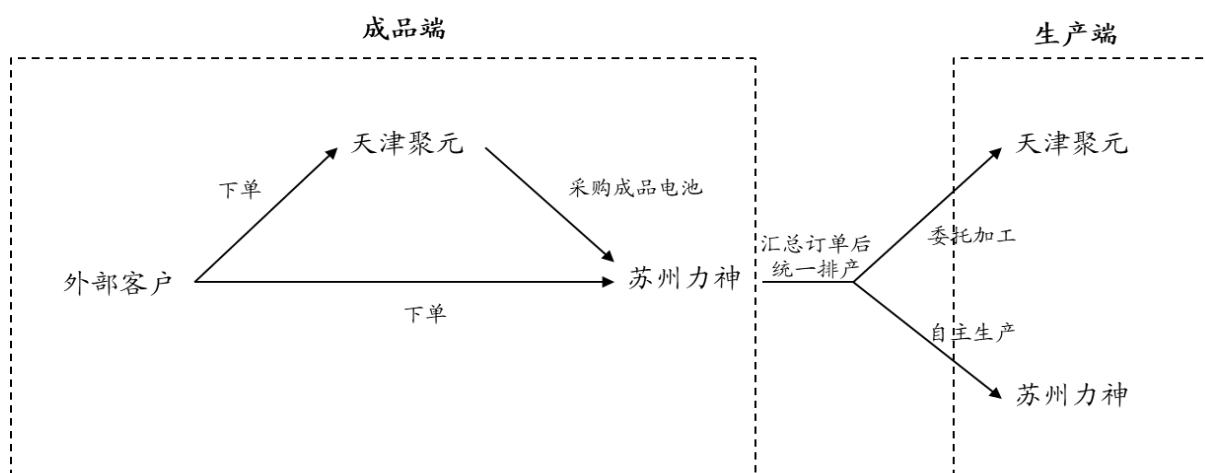 成品端
生产端
天津聚元
天津聚元
下单
采购成品电池
汇总订单后
统一排产
委托加工
外部客户
苏州力神
下单
自主生产
苏州力神